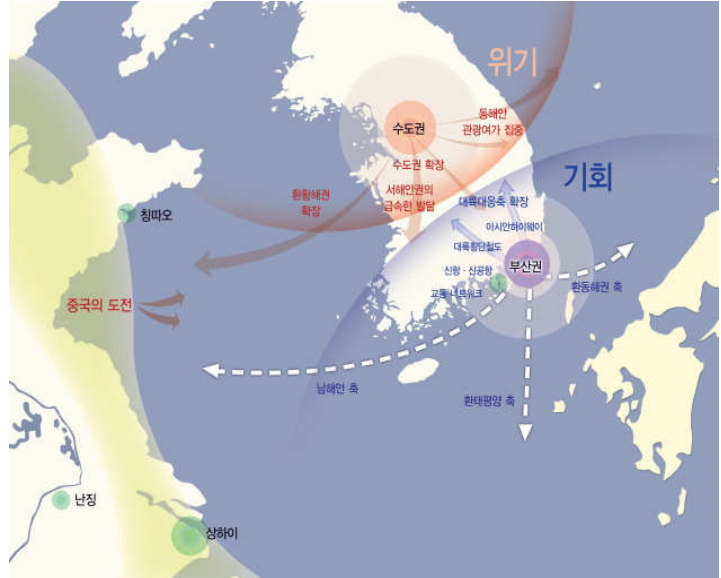 위기
동해안
관광여가 집중
수도권
수도권 확장
서해안권의
급속한 발달
환황해권
확장
기회
대륙대응축 확장
아시안하이웨이
대륙횡단철도
신항·신공항
교통 네트워크
부산권
환동해권 축
칭따오
중국의 도전
남해안 축
환태평양 축
난징
상하이